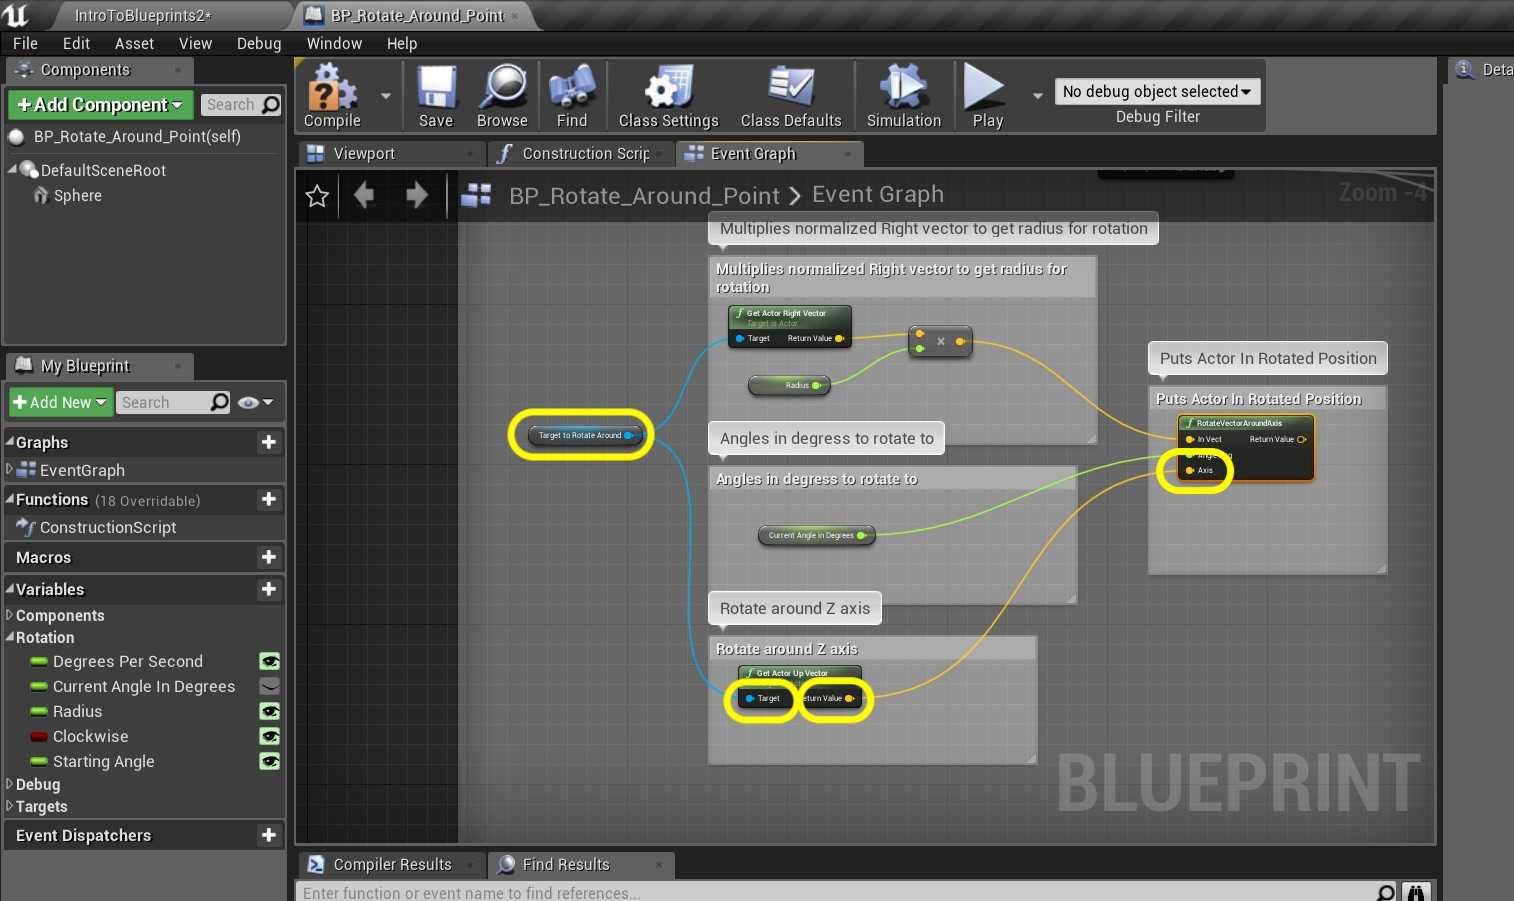 IntroToBlueprints2*
BP_Rotate_Around_Point
File Edit Asset View Debug Window Help
Components
+Add Component
Search
BP_Rotate_Around_Point(self)
DefaultSceneRoot
Sphere
Compile
Save
Browse
Find
Class Settings
Class Defaults
Simulation
Play
No debug object selected
Debug Filter
Deta
Viewport
Construction Scrip
Event Graph
BP_Rotate_Around_Point > Event Graph
Zoom -4
My Blueprint
+Add New
Search
Graphs
EventGraph
Functions (18 Overridable)
ConstructionScript
Macros
Variables
Components
Rotation
Degrees Per Second
Current Angle In Degrees
Radius
Clockwise
Starting Angle
Debug
Targets
Event Dispatchers
Multiplies normalized Right vector to get radius for rotation
Multiplies normalized Right vector to get radius for
rotation
Get Actor Right Vector
Target is Actor
Target Return Value
Radius
Target to Rotate Around
Angles in degress to rotate to
Angles in degress to rotate to
Current Angle in Degrees
Rotate around Z axis
Rotate around Z axis
Get Actor Up Vector
Target
eturn Value
Puts Actor In Rotated Position
Puts Actor In Rotated Position
RotateVectorAroundAxis
In Vect Return Value
Axis
BLUEPRINT
Compiler Results
Find Results
Enter function or event name to find references...